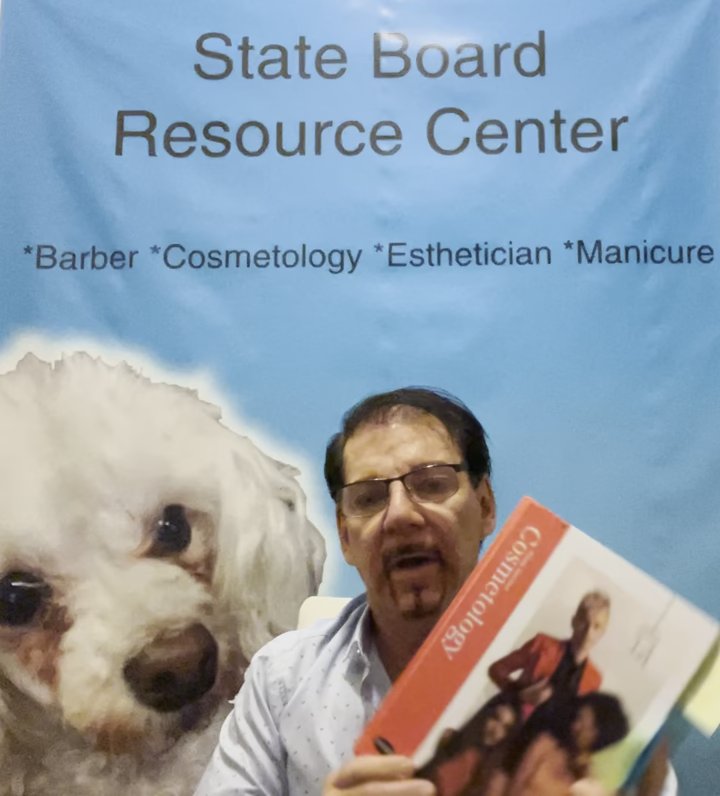 State Board
Resource Center
*Barber *Cosmetology *Esthetician *Manicure
Cosmetology